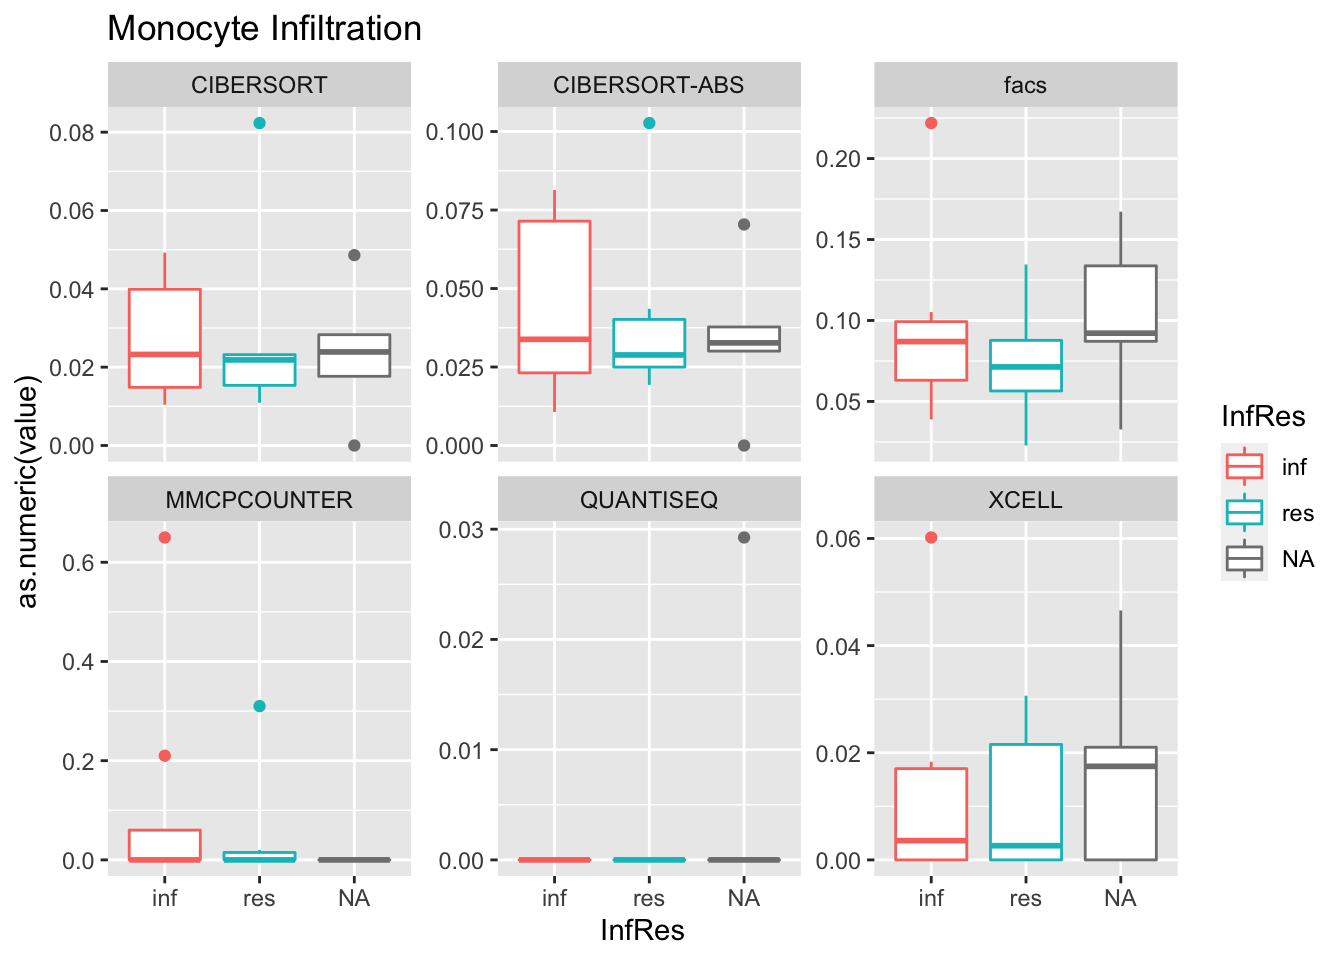 Monocyte Infiltration
CIBERSORT
CIBERSORT-ABS
facs
0.08
0.06
0.04
0.02
0.00
0.100
0.075
0.050
0.025
0.000
0.20
0.15
0.10
0.05
as.numeric(value)
MMCPCOUNTER
QUANTISEQ
XCELL
0.6
0.4
0.2
0.0
0.03
0.02
0.01
0.00
0.06
0.04
0.02
0.00
inf res NA
inf res NA
inf res NA
InfRes
InfRes
inf
res
NA